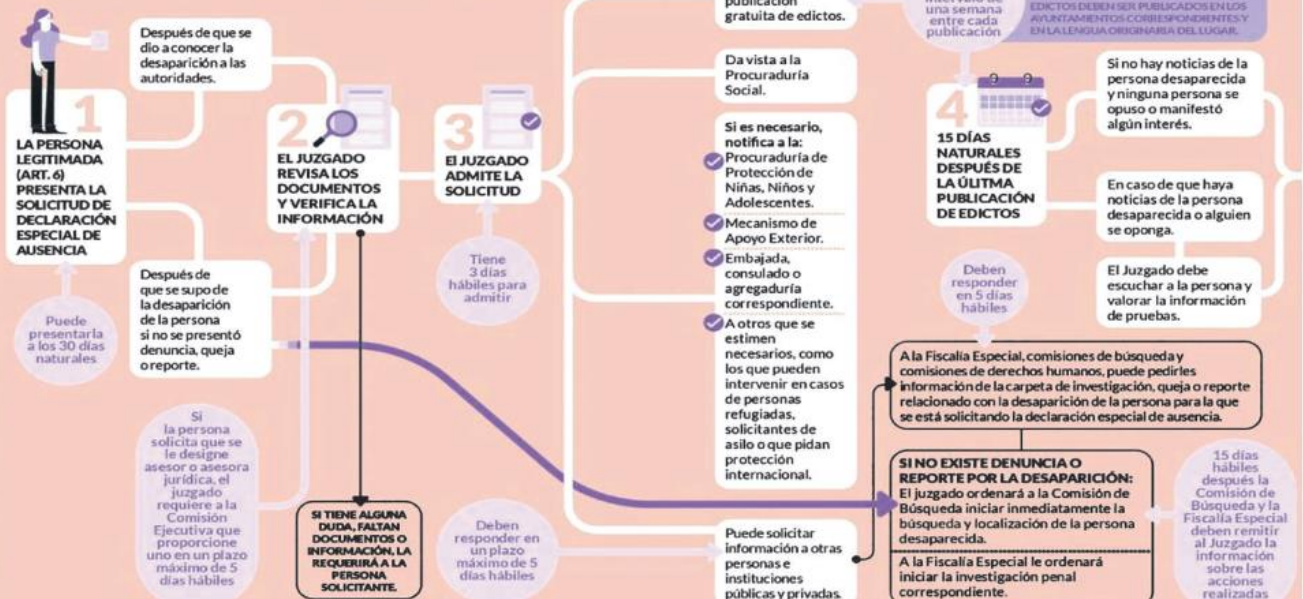 1
LA PERSONA
LEGITIMADA
(ART. 6)
PRESENTA LA
SOLICITUD DE
DECLARACIÓN
ESPECIAL DE
AUSENCIA
Puede
presentarla
a los 30 días
naturales
Después de que se
dio a conocer la
desaparición a las
autoridades.
Después de
que se supo de
la desaparición
de la persona
si no se presentó
denuncia, queja
o reporte.
Si
la persona
solicita que se
le designe
asesor o asesora
jurídica, el
juzgado
requiere a la
Comisión
Ejecutiva que
proporcione
uno en un plazo
máximo de 5
días hábiles
2
EL JUZGADO
REVISA LOS
DOCUMENTOS
Y VERIFICA LA
INFORMACIÓN
SI TIENE ALGUNA
DUDA, FALTAN
DOCUMENTOS O
INFORMACIÓN, LA
REQUERIRÁ A LA
PERSONA
SOLICITANTE.
3
El JUZGADO
ADMITE LA
SOLICITUD
Tiene
3 días
hábiles para
admitir
Deben
responder en
un plazo
máximo de 5
días hábiles
publicación
gratuita de edictos.
Da vista a la
Procuraduría
Social.
Si es necesario,
notifica a la:
Procuraduría de
Protección de
Niñas, Niños y
Adolescentes.
Mecanismo de
Apoyo Exterior.
Embajada,
consulado o
agregaduría
correspondiente.
A otros que se
estimen
necesarios, como
los que pueden
intervenir en casos
de personas
refugiadas,
solicitantes de
asilo o que pidan
protección
internacional.
Puede solicitar
información a otras
personas e
instituciones
públicas y privadas.
intervalo de
una semana
entre cada
publicación
EDICTOS DEBEN SER PUBLICADOS EN LOS
AYUNTAMIENTOS CORRESPONDIENTES Y
EN LA LENGUA ORIGINARIA DEL LUGAR.
4
15 DÍAS
NATURALES
DESPUÉS DE
LA ÚLITMA
PUBLICACIÓN
DE EDICTOS
Si no hay noticias de la
persona desaparecida
y ninguna persona se
opuso o manifestó
algún interés.
En caso de que haya
noticias de la persona
desaparecida o alguien
se oponga.
El Juzgado debe
escuchar a la persona y
valorar la información
de pruebas.
Deben
responder
en 5 días
hábiles
A la Fiscalía Especial, comisiones de búsqueda y
comisiones de derechos humanos, puede pedirles
información de la carpeta de investigación, queja o reporte
relacionado con la desaparición de la persona para la que
se está solicitando la declaración especial de ausencia.
SI NO EXISTE DENUNCIA O
REPORTE POR LA DESAPARICIÓN:
El juzgado ordenará a la Comisión de
Búsqueda iniciar inmediatamente la
búsqueda y localización de la persona
desaparecida.
A la Fiscalía Especial le ordenará
iniciar la investigación penal
correspondiente.
15 días
hábiles
después la
Comisión de
Búsqueda y la
Fiscalía Especial
deben remitir
al Juzgado la
información
sobre las
acciones
realizadas